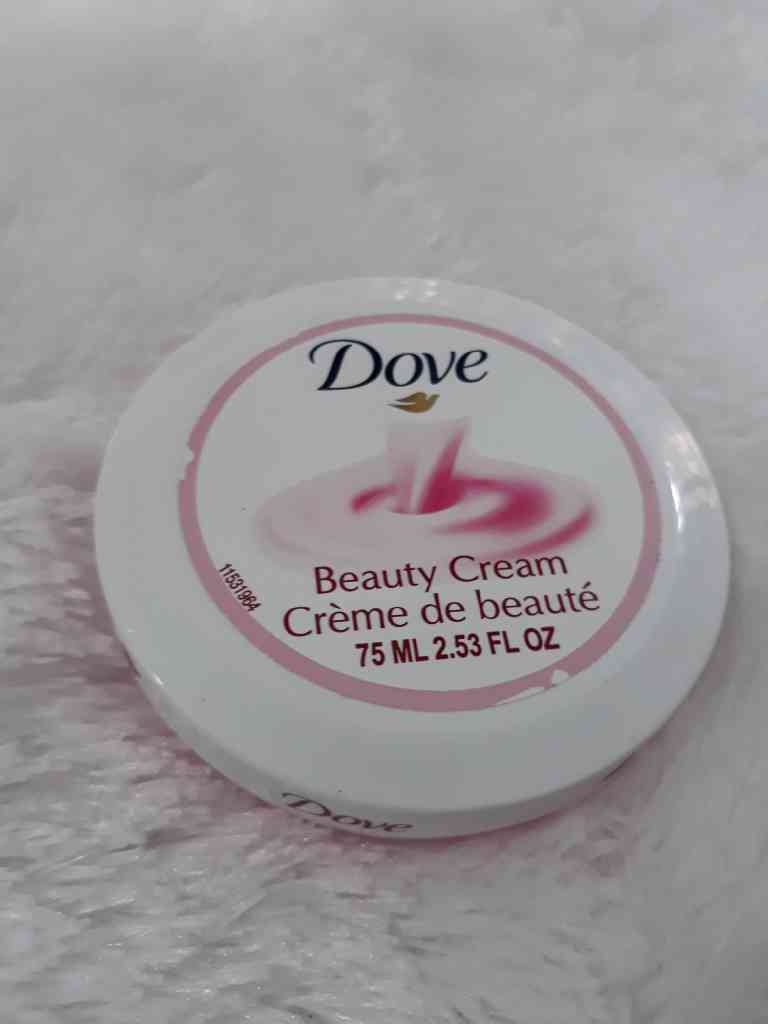 Dove
Beauty Cream
Crème de beauté
75 ML 2.53 FL OZ
11531964
Dove